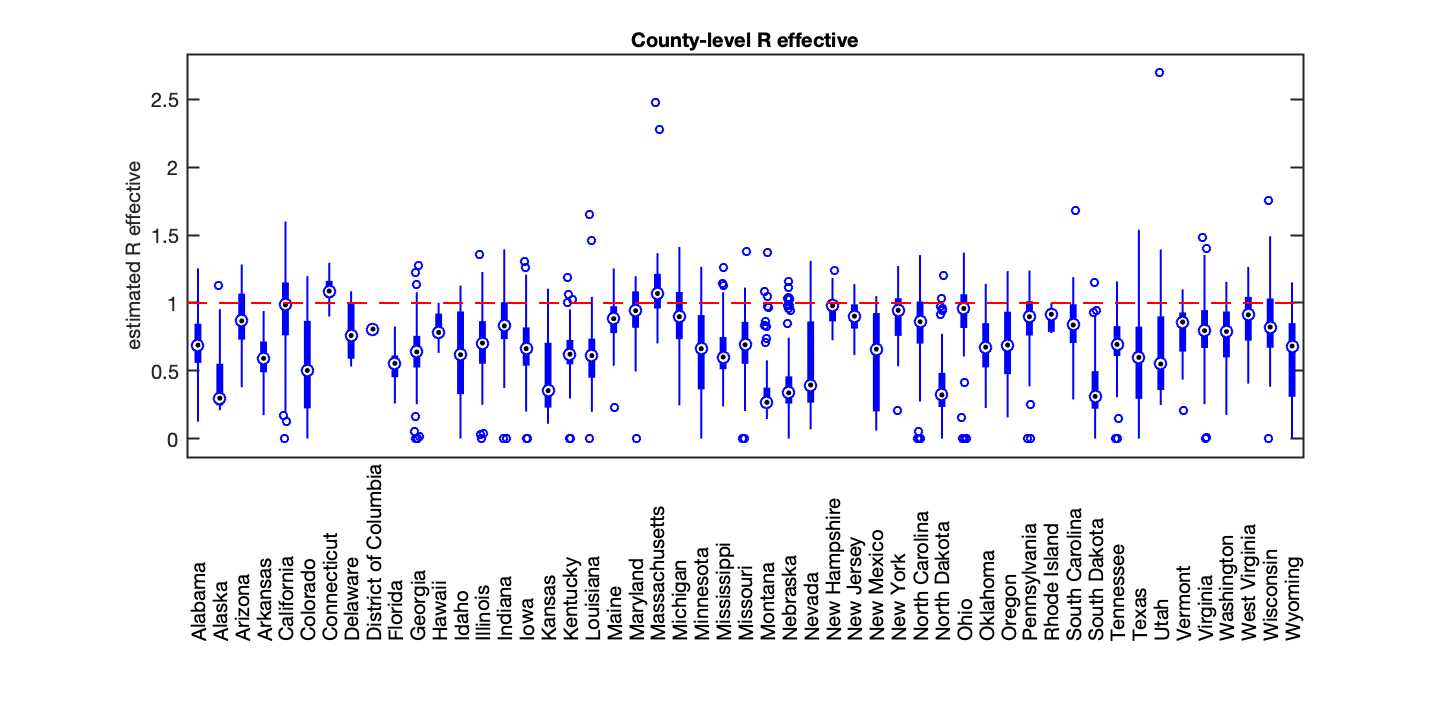 County-level R effective
estimated R effective
2.5
2
1.5
1
0.5
0
Alabama
Alaska
Arizona
Arkansas
California
Colorado
Connecticut
Delaware
District of Columbia
Florida
Georgia
Hawaii
Idaho
Illinois
Indiana
Iowa
Kansas
Kentucky
Louisiana
Maine
Maryland
Massachusetts
Michigan
Minnesota
Mississippi
Missouri
Montana
Nebraska
Nevada
New Hampshire
New Jersey
New Mexico
New York
North Carolina
North Dakota
Ohio
Oklahoma
Oregon
Pennsylvania
Rhode Island
South Carolina
South Dakota
Tennessee
Texas
Utah
Vermont
Virginia
Washington
West Virginia
Wisconsin
Wyoming